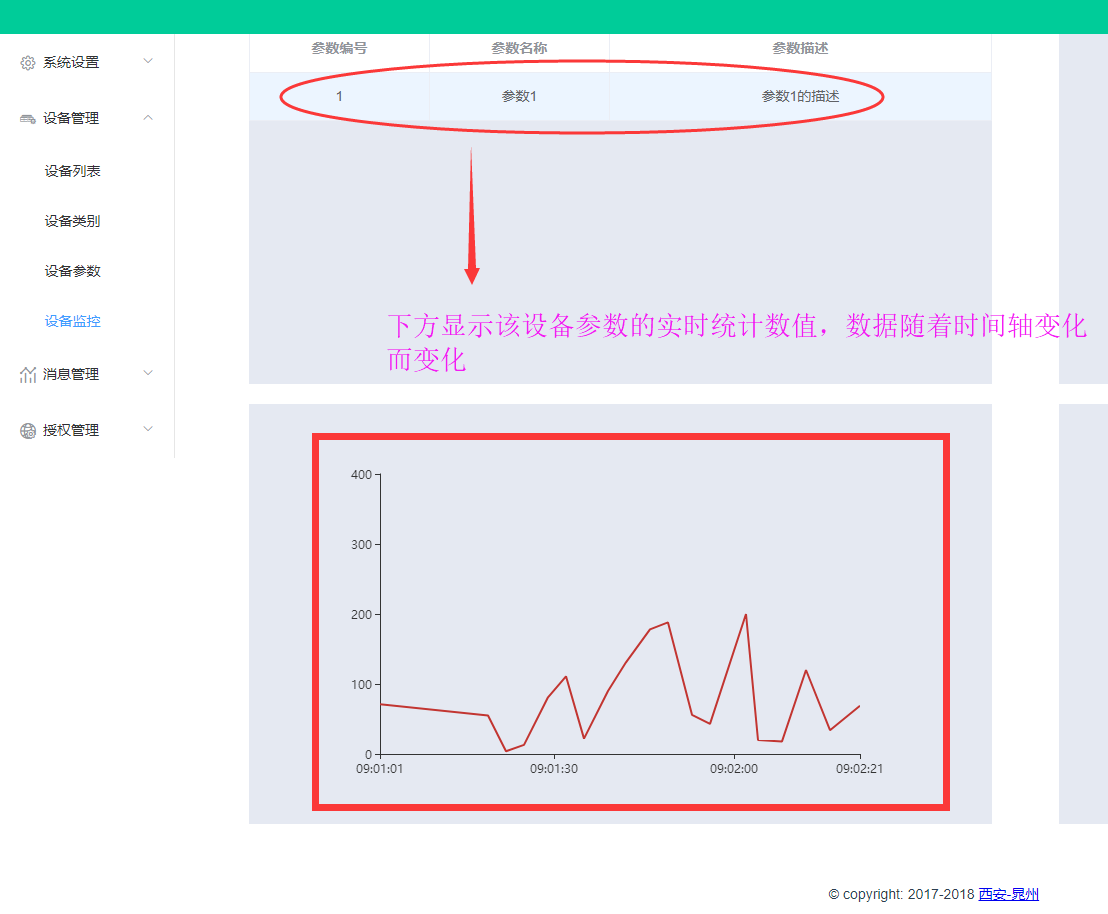 系统设置
设备管理
设备列表
设备类别
设备参数
设备监控
消息管理
授权管理
参数编号 参数名称 参数描述
1 参数1 参数1的描述
下方显示该设备参数的实时统计数值，数据随着时间轴变化
而变化
400
300
200
100
0
09:01:01 09:01:30 09:02:00 09:02:21
© copyright: 2017-2018 西安-晁州